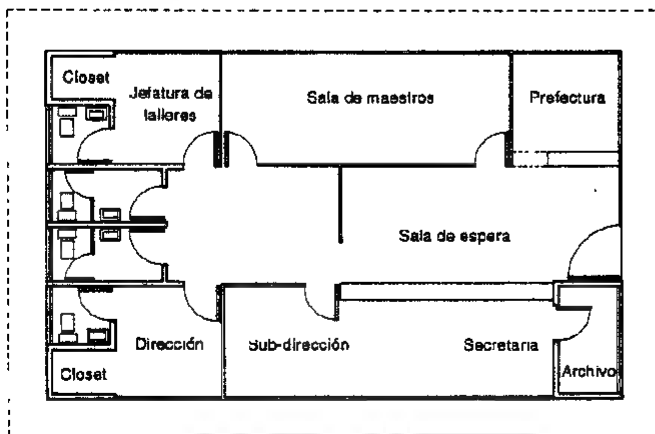 Closet
Jefatura de
talleres
Sala de maestros
Prefectura
Sala de espera
Dirección
Sub-dirección
Secretaria
Archivo
Closet